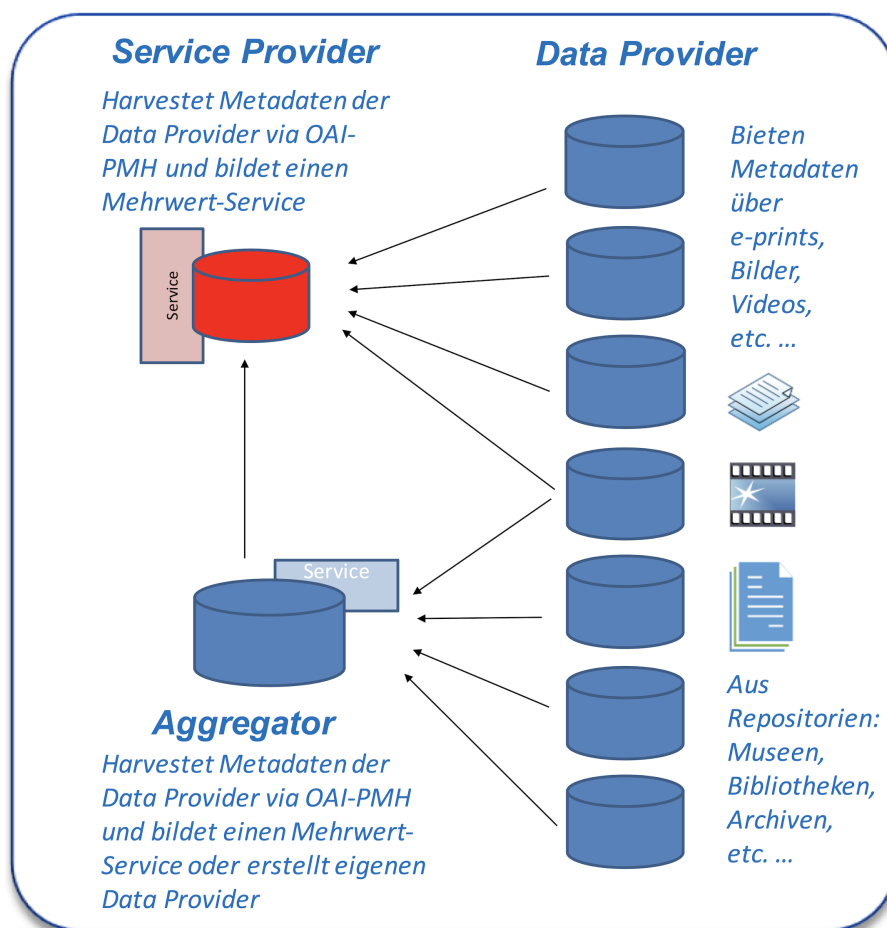 Service Provider
Harvestet Metadaten der
Data Provider via OAI-
PMH und bildet einen
Mehrwert-Service
Service
Service
Aggregator
Harvestet Metadaten der
Data Provider via OAI-PMH
und bildet einen Mehrwert-
Service oder erstellt eigenen
Data Provider
Data Provider
Bieten
Metadaten
über
e-prints,
Bilder,
Videos,
etc. ...
Aus
Repositorien:
Museen,
Bibliotheken,
Archiven,
etc. ...